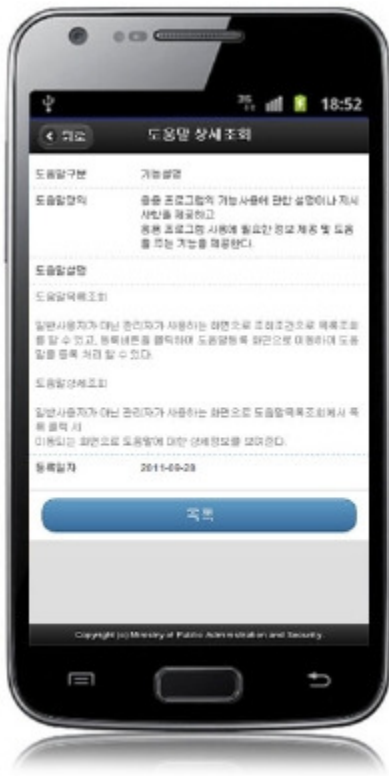 3G
18:52
뒤로
도움말 상세조회
도움말구분 기능설명
도움말정의 응용 프로그램의 기능사용에 관한 설명이나 지시
사항을 제공하고
응용 프로그램 사용에 필요한 정보 제공 및 도움
을 주는 기능을 제공한다.
도움말설명
도움말목록조회
일반사용자가 아닌 관리자가 사용하는 화면으로 조회조건으로 목록조회
를 할 수 있고, 등록버튼을 클릭하여 도움말등록 화면으로 이동하여 도움
말을 등록 처리 할 수 있다.
도움말상세조회
일반사용자가 아닌 관리자가 사용하는 화면으로 도움말목록조회에서 목
록 클릭 시
이동되는 화면으로 도움말에 대한 상세정보를 보여준다.
등록일자 2011-09-28
목록
Copyright (c) Ministry of Public Administration and Security.